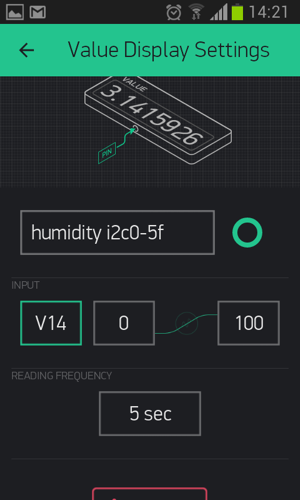 14:21
Value Display Settings
VALUE
3.1415926
PIN
humidity i2c0-5f
INPUT
V14 0 100
READING FREQUENCY
5 sec